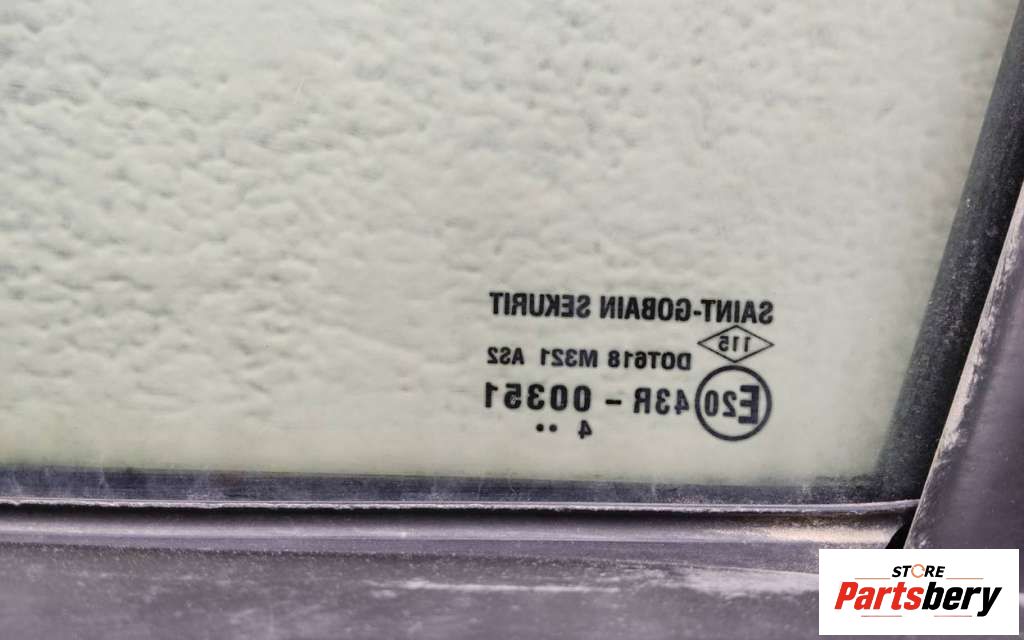 SAINT-GOBAIN SEKURIT
115
DOT618 M321 AS2
E20 43R - 00351
4 ••
STORE
Partsbery